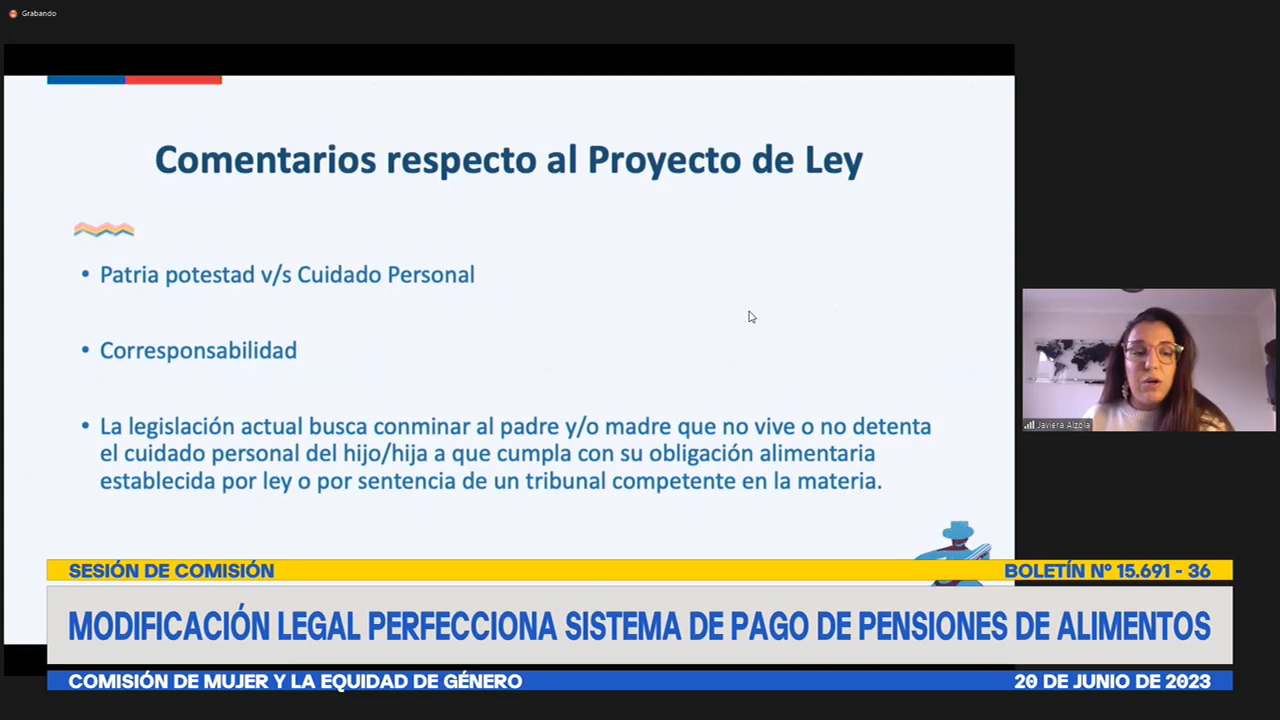 Grabando
Comentarios respecto al Proyecto de Ley
• Patria potestad v/s Cuidado Personal
• Corresponsabilidad
• La legislación actual busca conminar al padre y/o madre que no vive o no detenta
el cuidado personal del hijo/hija a que cumpla con su obligación alimentaria
establecida por ley o por sentencia de un tribunal competente en la materia.
Javiera Alzola
SESIÓN DE COMISIÓN
BOLETÍN N° 15.691 - 36
MODIFICACIÓN LEGAL PERFECCIONA SISTEMA DE PAGO DE PENSIONES DE ALIMENTOS
COMISIÓN DE MUJER Y LA EQUIDAD DE GÉNERO
20 DE JUNIO DE 2023